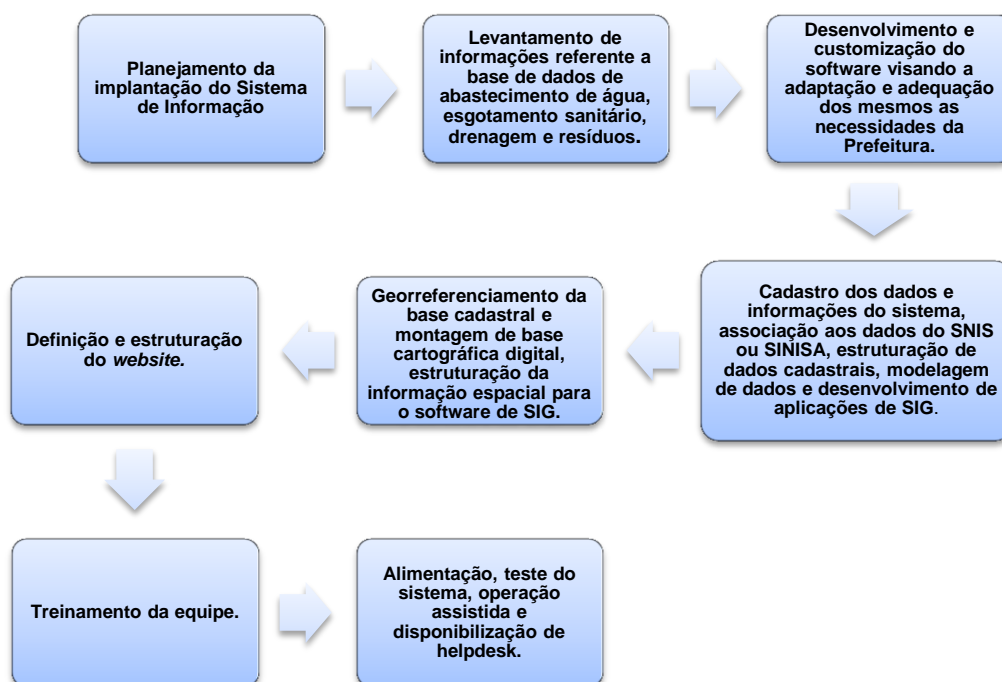 Planejamento da
implantação do Sistema
de Informação
Levantamento de
informações referente a
base de dados de
abastecimento de água,
esgotamento sanitário,
drenagem e resíduos.
Desenvolvimento e
customização do
software visando a
adaptação e adequação
dos mesmos as
necessidades da
Prefeitura.
Cadastro dos dados e
informações do sistema,
associação aos dados do SNIS
ou SINISA, estruturação de
dados cadastrais, modelagem
de dados e desenvolvimento de
aplicações de SIG.
Georreferenciamento da
base cadastral e
montagem de base
cartográfica digital,
estruturação da
informação espacial para
o software de SIG.
Definição e estruturação
do website.
Treinamento da equipe.
Alimentação, teste do
sistema, operação
assistida e
disponibilização de
helpdesk.